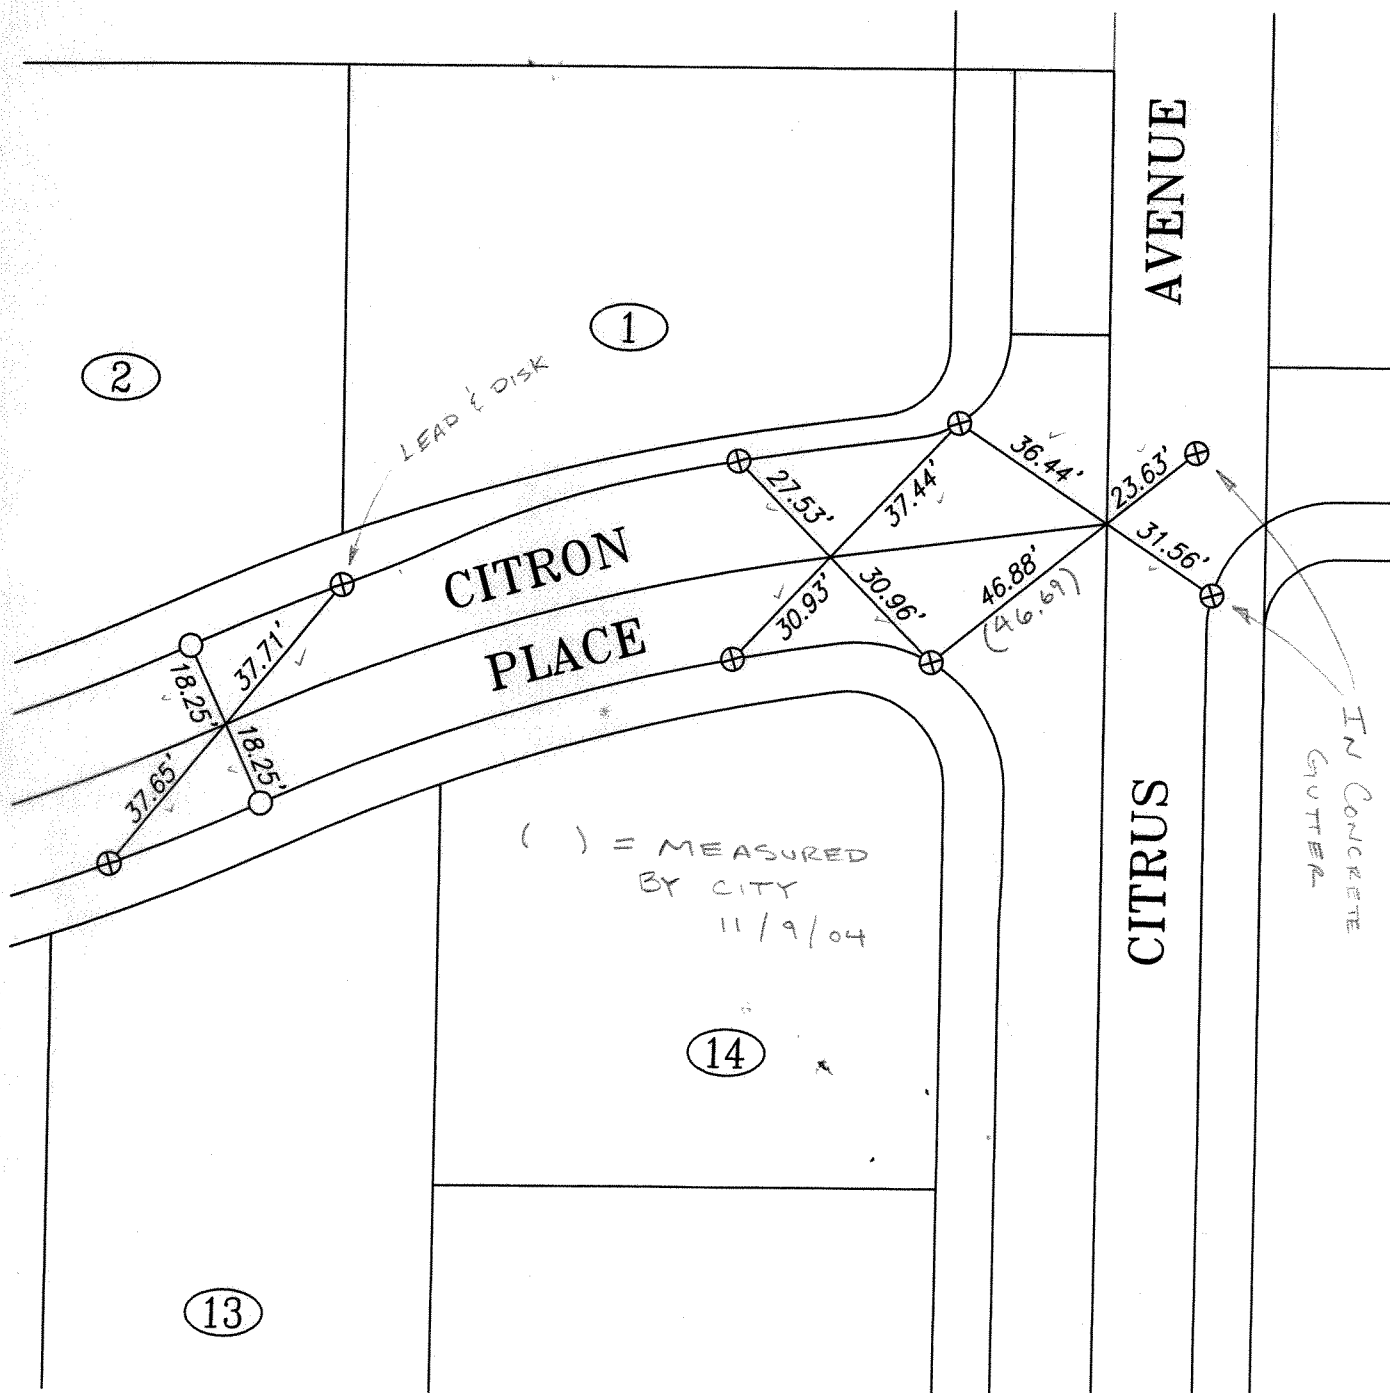 AVENUE
1
2
LEAD & DISK
36.44'
23.63'
27.53'
37.44'
31.56'
CITRON
PLACE
30.93'
30.96'
46.88'
(46.69)
37.71'
18.25'
18.25'
37.65'
IN CONCRETE
GUTTER
CITRUS
( ) = MEASURED
BY CITY
11/9/04
14
13